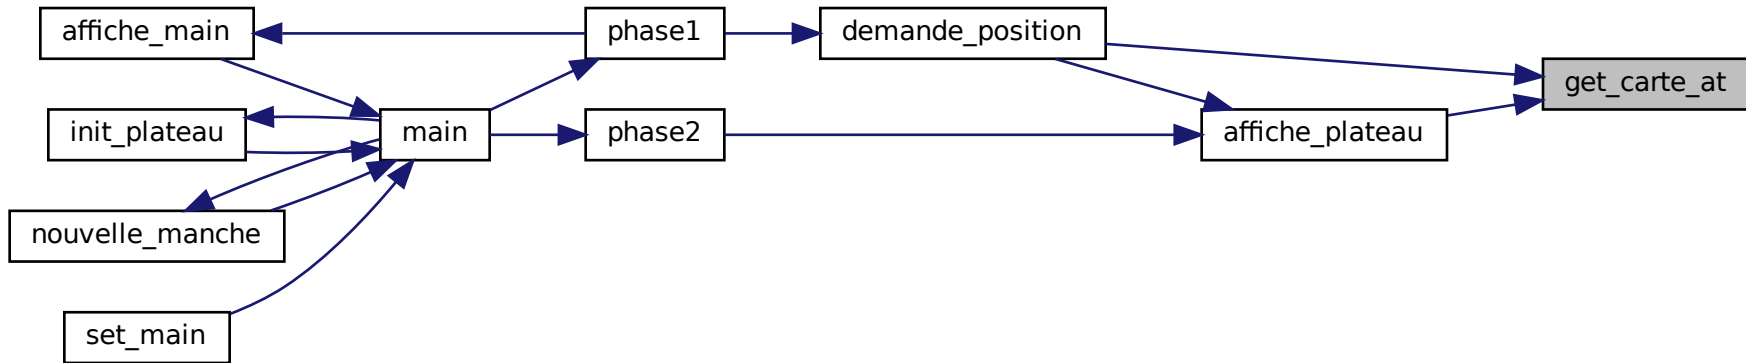 affiche_main
phase1
demande_position
get_carte_at
init_plateau
main
phase2
affiche_plateau
nouvelle_manche
set_main